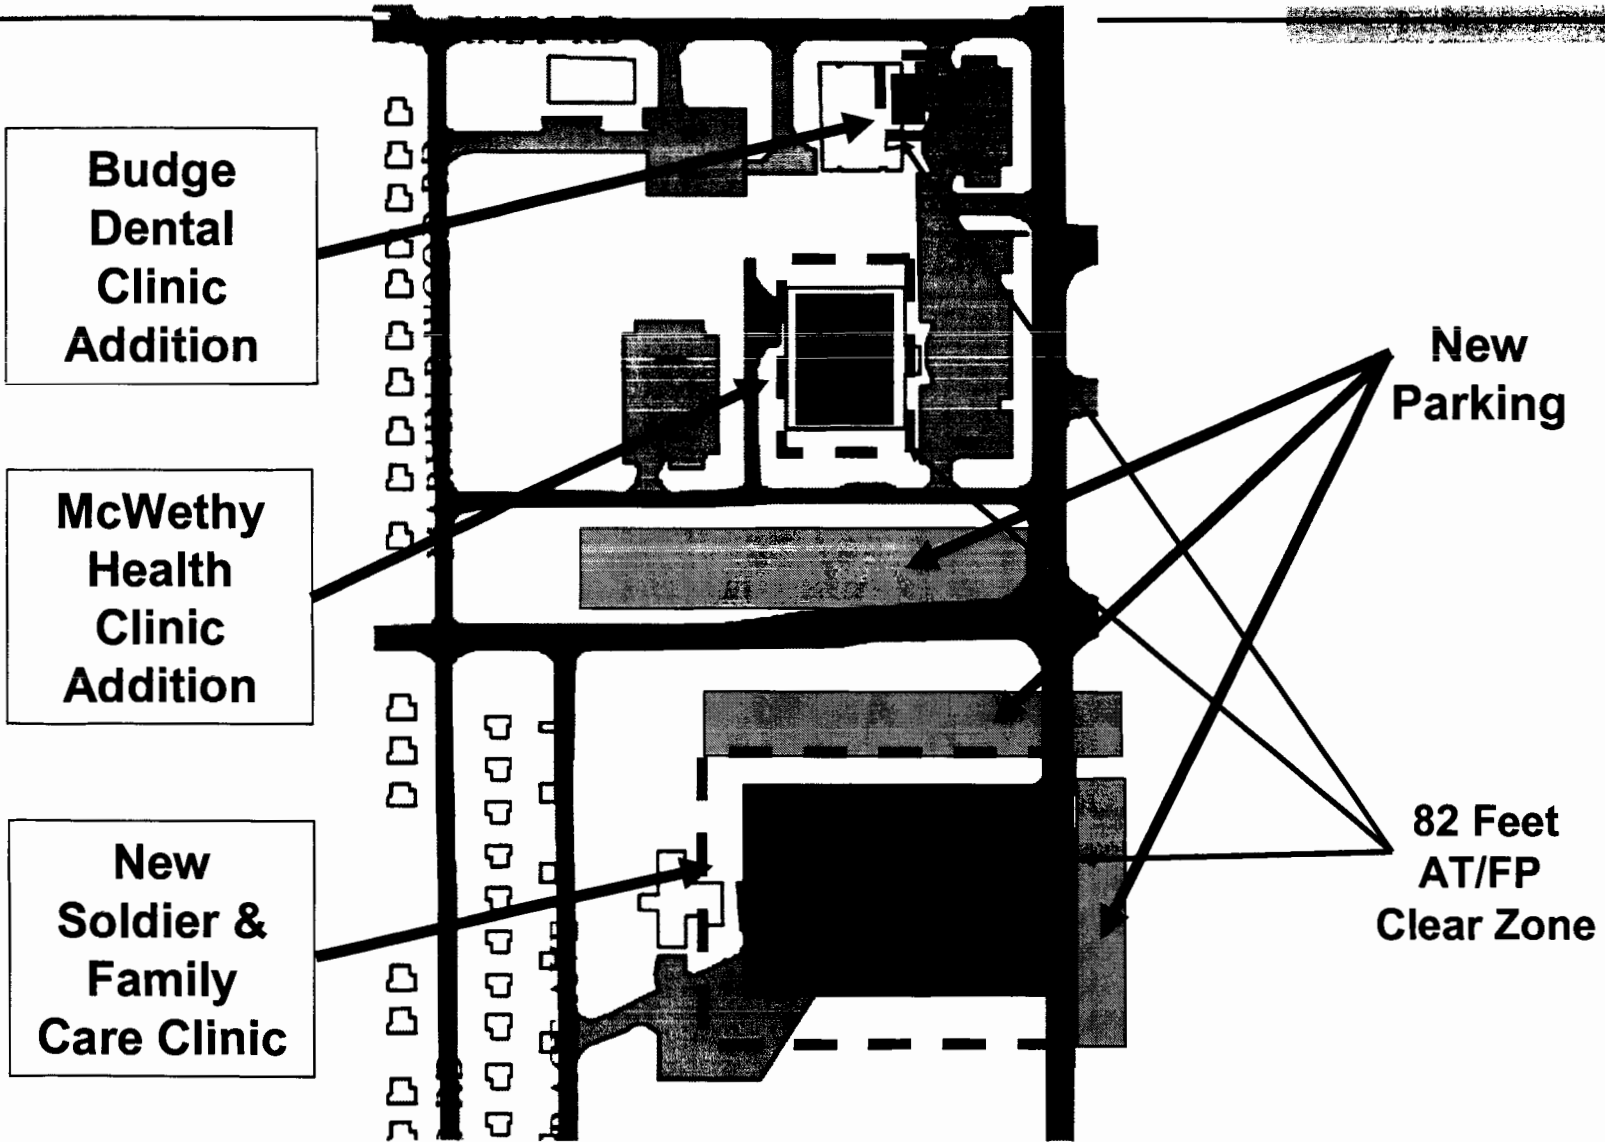 Budge
Dental
Clinic
Addition
McWethy
Health
Clinic
Addition
New
Soldier &
Family
Care Clinic
New
Parking
82 Feet
AT/FP
Clear Zone